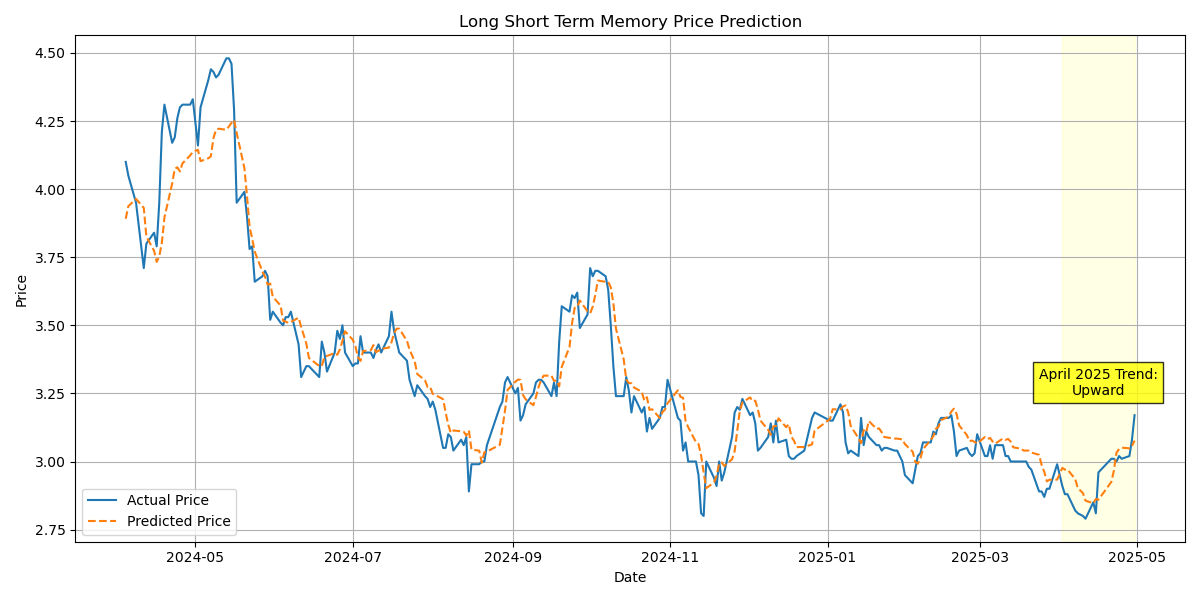 Long Short Term Memory Price Prediction
Price
4.50
4.25
4.00
3.75
3.50
3.25
3.00
2.75
April 2025 Trend:
Upward
Actual Price
Predicted Price
2024-05
2024-07
2024-09
2024-11
2025-01
2025-03
2025-05
Date